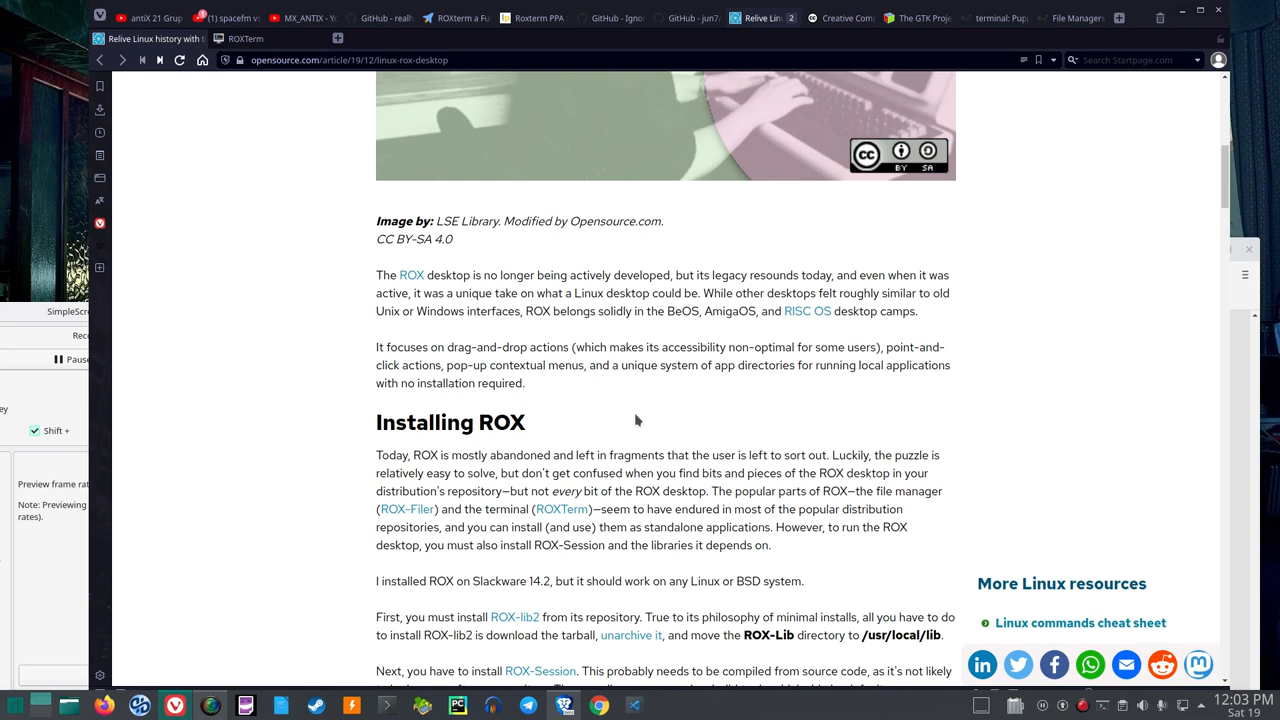 antiX 21 Grup
(1) spacefm vs
MX_ANTIX - Yo
GitHub - realh
ROXterm a Fu
Roxterm PPA
GitHub - Igno
GitHub - jun7/
Relive Lin
2
Creative Com
The GTK Proje
terminal: Pup
File Managers
Relive Linux history with t
ROXTerm
opensource.com/article/19/12/linux-rox-desktop
Search Startpage.com
cc
BY SA
Image by: LSE Library. Modified by Opensource.com.
CC BY-SA 4.0
The ROX desktop is no longer being actively developed, but its legacy resounds today, and even when it was
active, it was a unique take on what a Linux desktop could be. While other desktops felt roughly similar to old
Unix or Windows interfaces, ROX belongs solidly in the BeOS, AmigaOS, and RISC OS desktop camps.
It focuses on drag-and-drop actions (which makes its accessibility non-optimal for some users), point-and-
click actions, pop-up contextual menus, and a unique system of app directories for running local applications
with no installation required.
Installing ROX
Today, ROX is mostly abandoned and left in fragments that the user is left to sort out. Luckily, the puzzle is
relatively easy to solve, but don't get confused when you find bits and pieces of the ROX desktop in your
distribution's repository—but not every bit of the ROX desktop. The popular parts of ROX—the file manager
(ROX-Filer) and the terminal (ROXTerm)—seem to have endured in most of the popular distribution
repositories, and you can install (and use) them as standalone applications. However, to run the ROX
desktop, you must also install ROX-Session and the libraries it depends on.
I installed ROX on Slackware 14.2, but it should work on any Linux or BSD system.
First, you must install ROX-lib2 from its repository. True to its philosophy of minimal installs, all you have to do
to install ROX-lib2 is download the tarball, unarchive it, and move the ROX-Lib directory to /usr/local/lib.
Next, you have to install ROX-Session. This probably needs to be compiled from source code, as it's not likely
More Linux resources
Linux commands cheat sheet
SimpleScre
Rec
Pause
ey
Shift +
Preview frame rat
Note: Previewing
rates).
12:03 PM
Sat 19